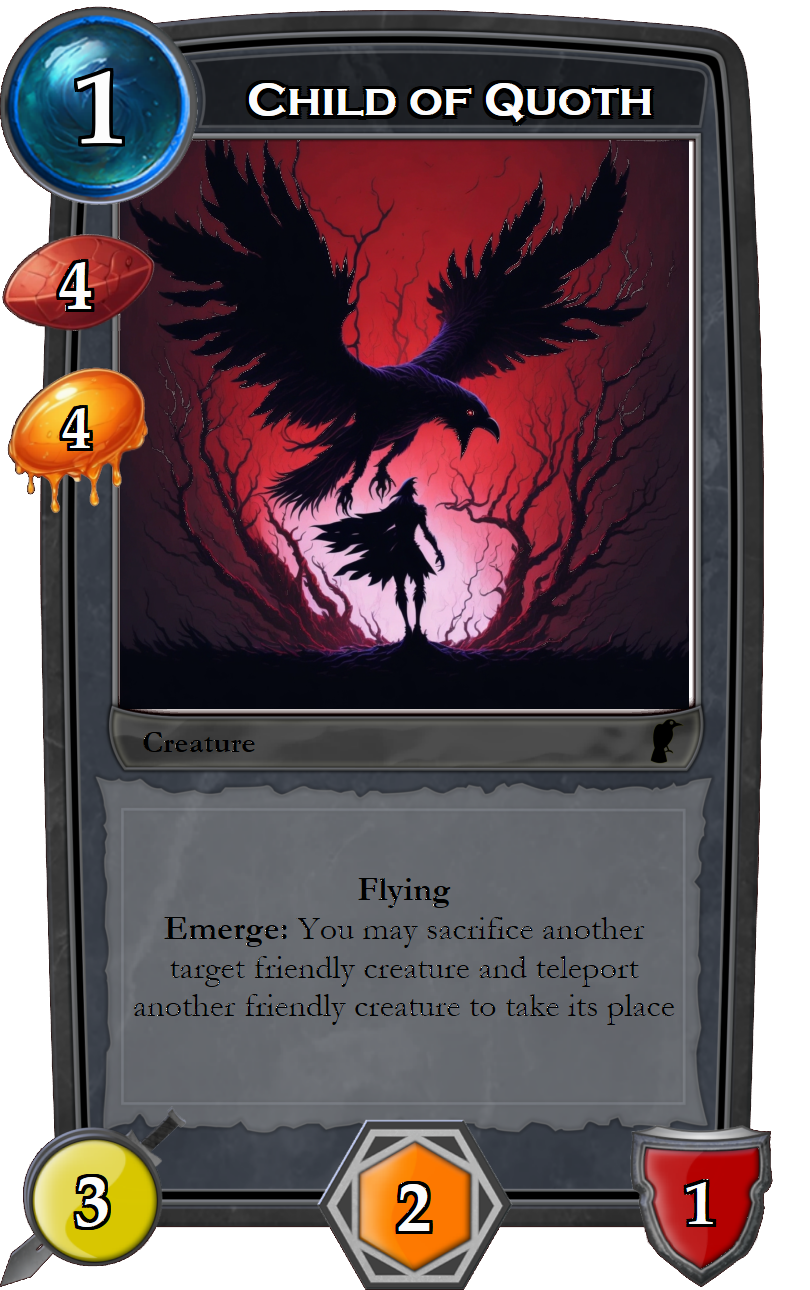 1
Child of Quoth
4
4
Creature
Flying
Emerge: You may sacrifice another
target friendly creature and teleport
another friendly creature to take its place
3
2
1